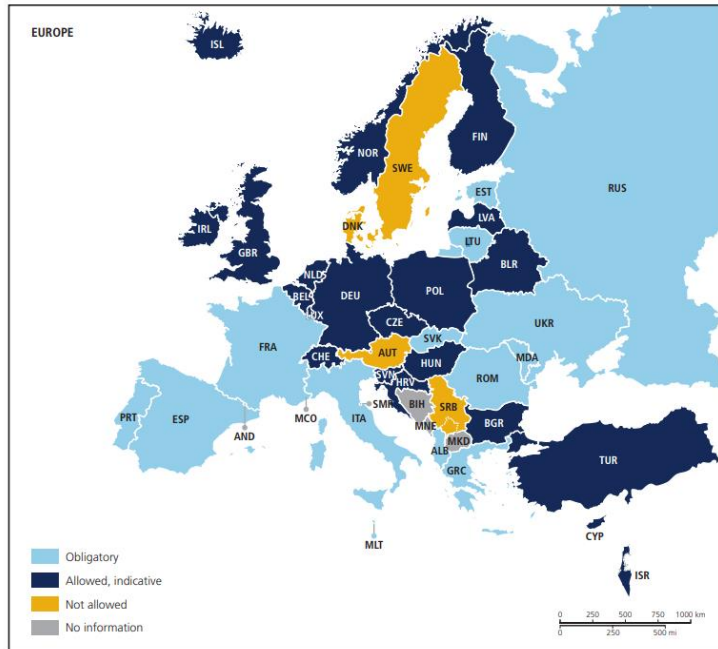 EUROPE
ISL
NOR
SWE
FIN
RUS
EST
LVA
LTU
DNK
IRL
GBR
BLR
NLD
BEL
LUX
DEU
POL
CZE
UKR
SVK
FRA
CHE
AUT
HUN
MDA
ROM
SVN
HRV
BIH
SRB
BGR
PRT
ESP
AND
MCO
ITA
SMR
MNE
MKD
ALB
GRC
TUR
MLT
CYP
ISR
Obligatory
Allowed, indicative
Not allowed
No information
0 250 500 750 1000 km
0 250 500 mi